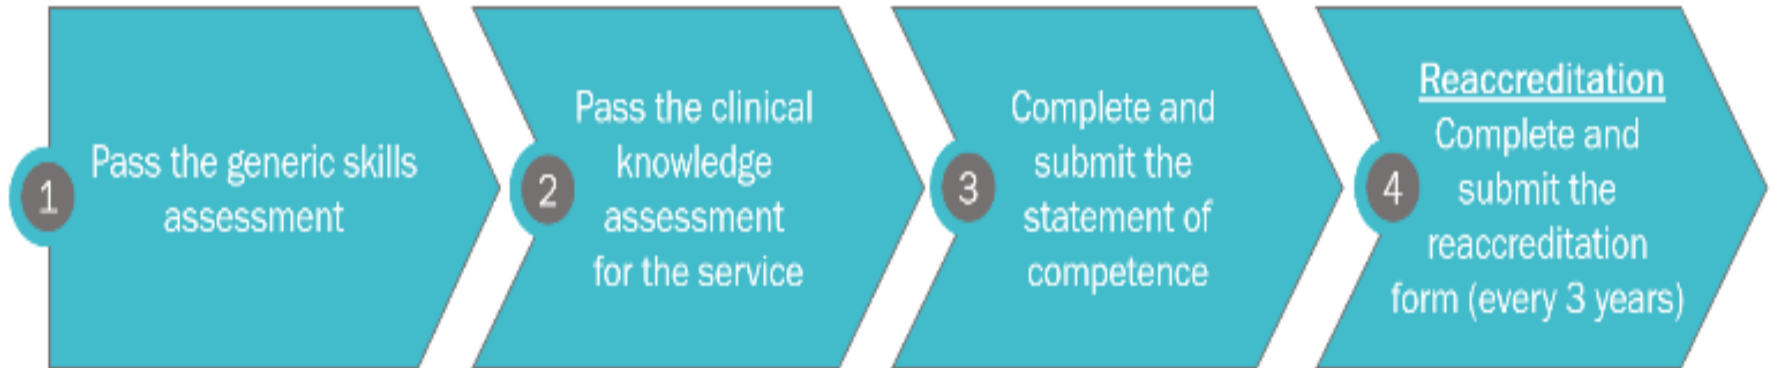 1
Pass the generic skills
assessment
2
Pass the clinical
knowledge
assessment
for the service
3
Complete and
submit the
statement of
competence
4
Reaccreditation
Complete and
submit the
reaccreditation
form (every 3 years)